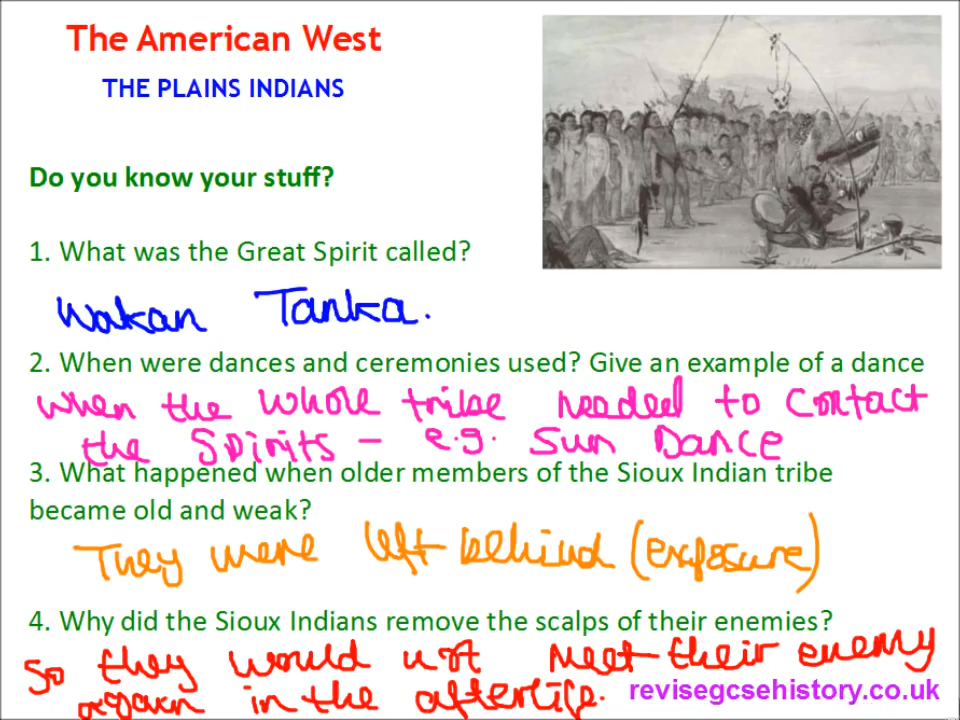 The American West
THE PLAINS INDIANS
Do you know your stuff?
1. What was the Great Spirit called?
Wakan Tanka.
2. When were dances and ceremonies used? Give an example of a dance
When the whole tribe needed to contact
the Spirits - e.g. Sun Dance
3. What happened when older members of the Sioux Indian tribe
became old and weak?
They were left behind (exposure)
4. Why did the Sioux Indians remove the scalps of their enemies?
So they would not meet their enemy
again in the afterlife.
revisegcsehistory.co.uk